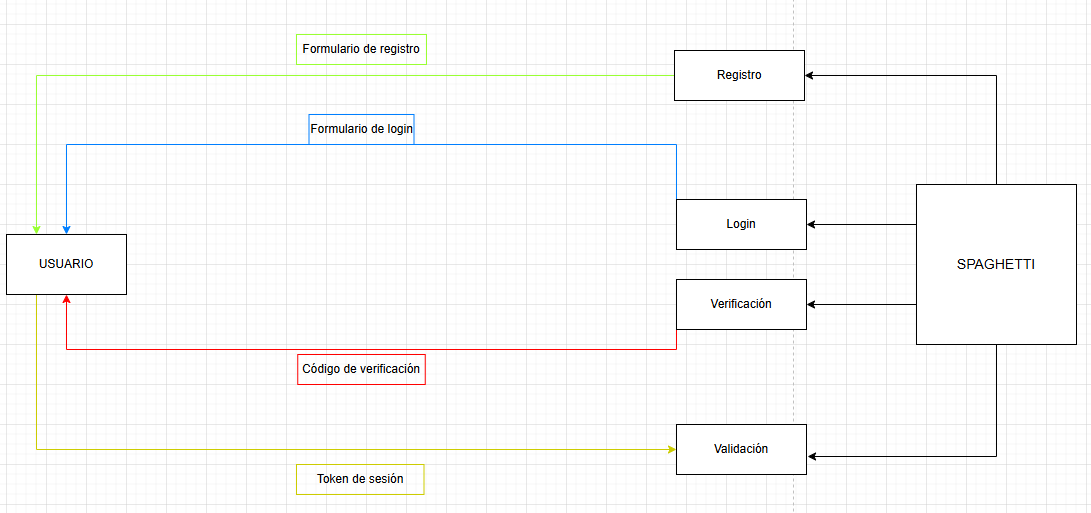 Formulario de registro
Registro
Formulario de login
Login
USUARIO
SPAGHETTI
Verificación
Código de verificación
Validación
Token de sesión